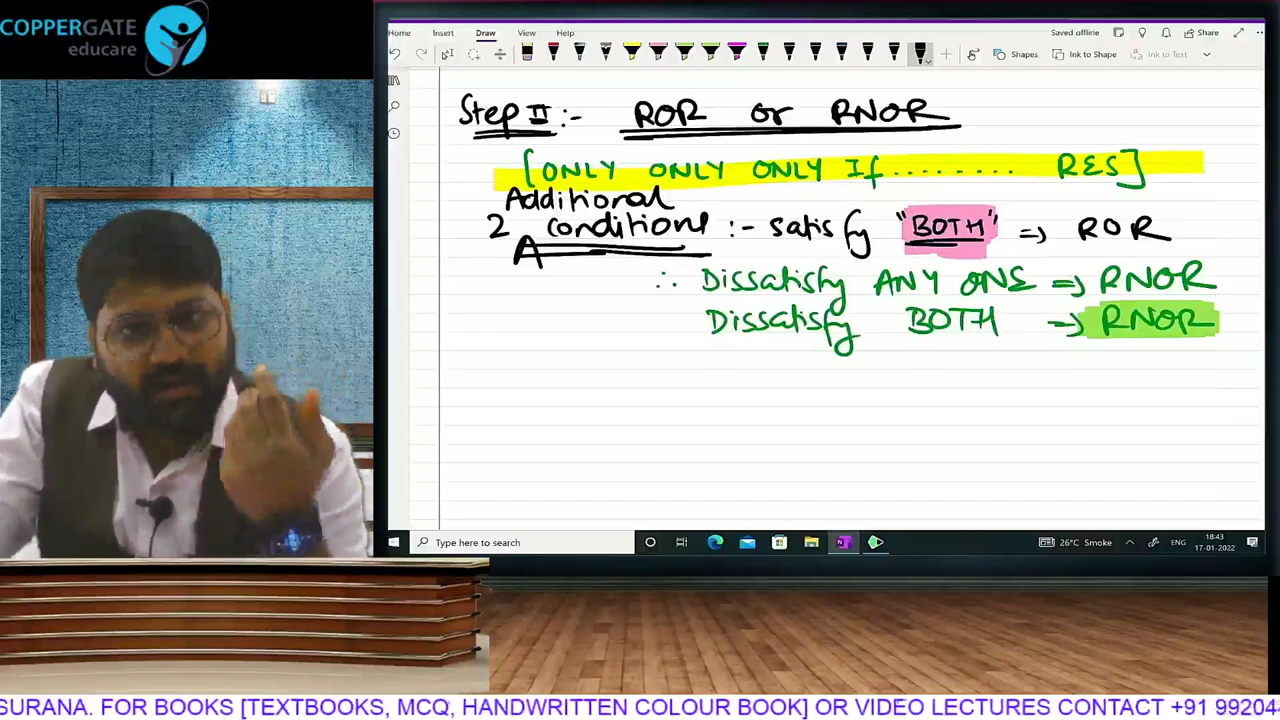 COPPERGATE
educare
Home Insert Draw View Help
Saved offline
Share
Shapes
Ink to Shape
Ink to Text
Step II :- ROR or RNOR
[ONLY ONLY ONLY If ........ RES]
Additional
2 conditions :- satisfy "BOTH" => ROR
∴ Dissatisfy ANY ONE => RNOR
Dissatisfy BOTH => RNOR
Type here to search
26°C Smoke
ENG
18:43
17-01-2022
SURANA. FOR BOOKS [TEXTBOOKS, MCQ, HANDWRITTEN COLOUR BOOK] OR VIDEO LECTURES CONTACT +91 99204